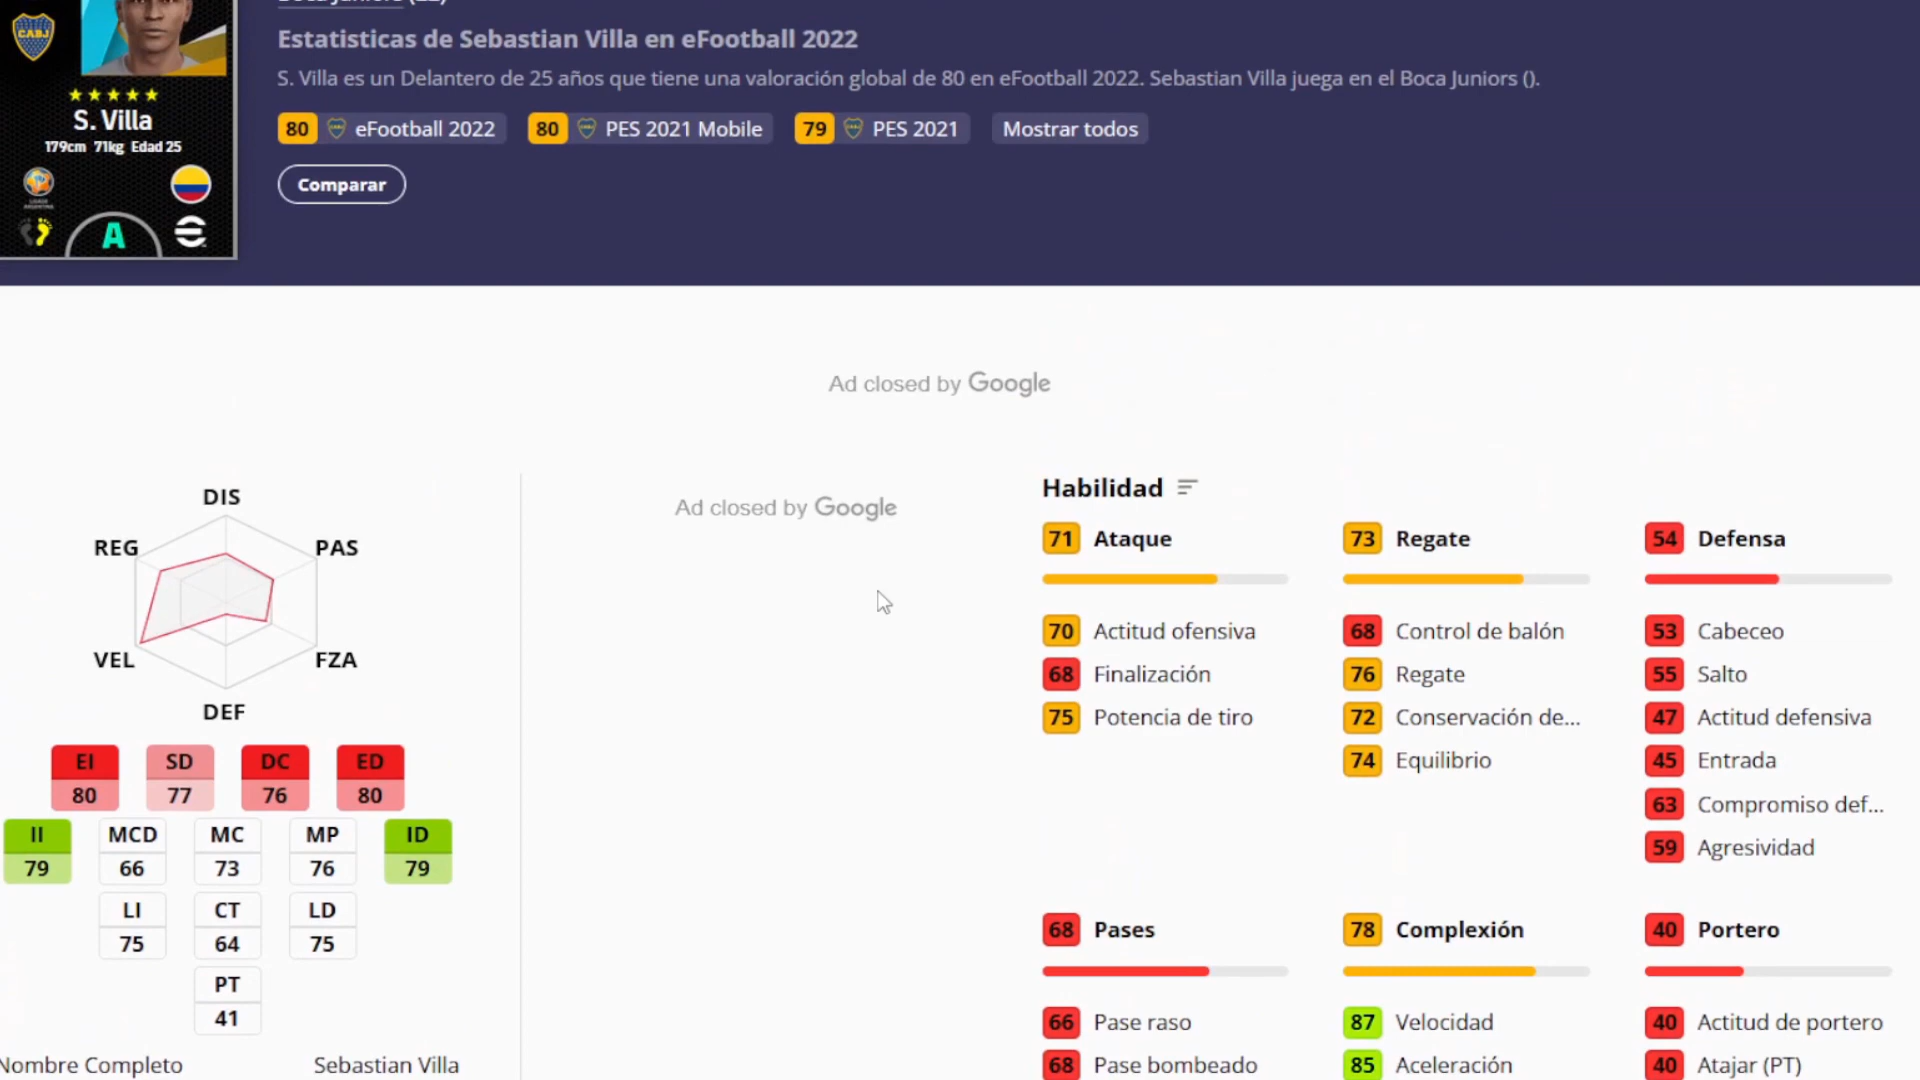 Estatisticas de Sebastian Villa en eFootball 2022
S. Villa es un Delantero de 25 años que tiene una valoración global de 80 en eFootball 2022. Sebastian Villa juega en el Boca Juniors ().
80 eFootball 2022 80 PES 2021 Mobile 79 PES 2021 Mostrar todos
Comparar
CABJ
S. Villa
179cm 71kg Edad 25
A
Ad closed by Google
Ad closed by Google
DIS
REG PAS
VEL FZA
DEF
EI SD DC ED
80 77 76 80
II MCD MC MP ID
79 66 73 76 79
LI CT LD
75 64 75
PT
41
Nombre Completo Sebastian Villa
Habilidad
71 Ataque
70 Actitud ofensiva
68 Finalización
75 Potencia de tiro
73 Regate
68 Control de balón
76 Regate
72 Conservación de...
74 Equilibrio
54 Defensa
53 Cabeceo
55 Salto
47 Actitud defensiva
45 Entrada
63 Compromiso def...
59 Agresividad
68 Pases
66 Pase raso
68 Pase bombeado
78 Complexión
87 Velocidad
85 Aceleración
40 Portero
40 Actitud de portero
40 Atajar (PT)